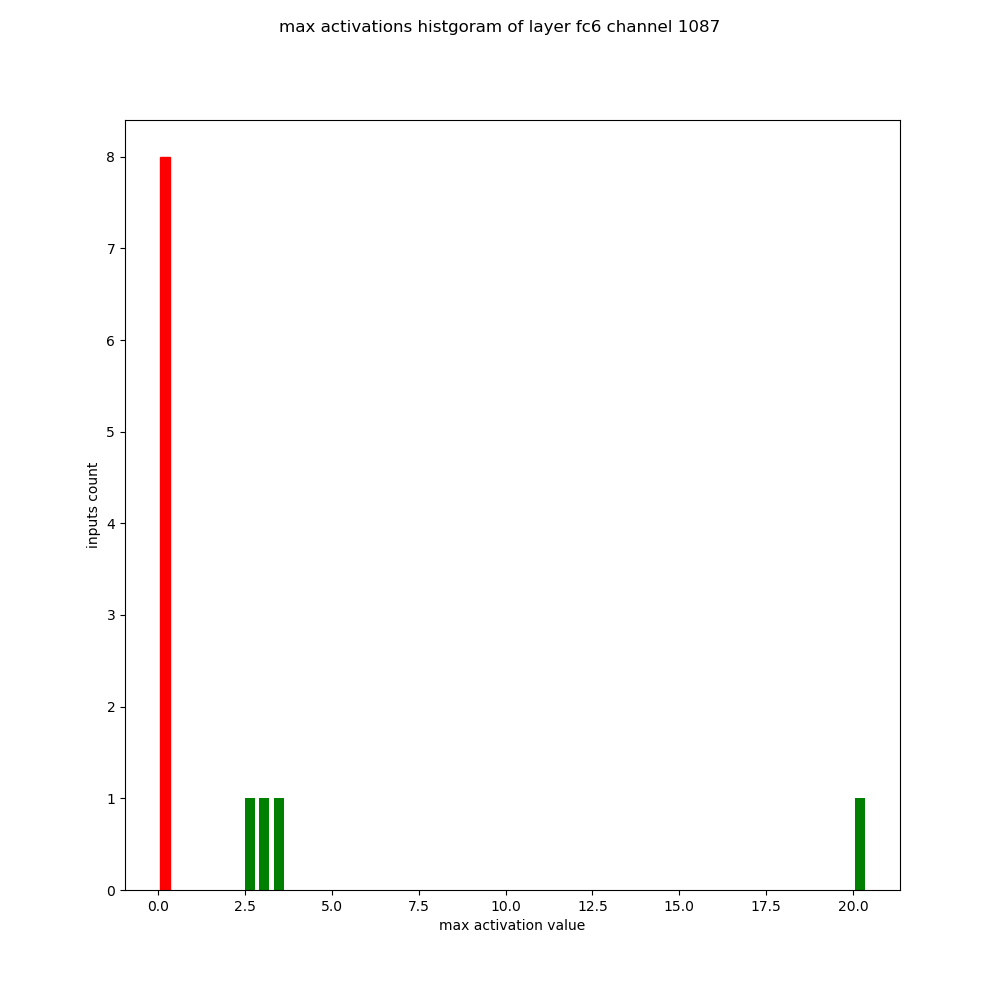 max activations histgoram of layer fc6 channel 1087
8
7
6
5
4
3
2
1
0
inputs count
0.0 2.5 5.0 7.5 10.0 12.5 15.0 17.5 20.0
max activation value